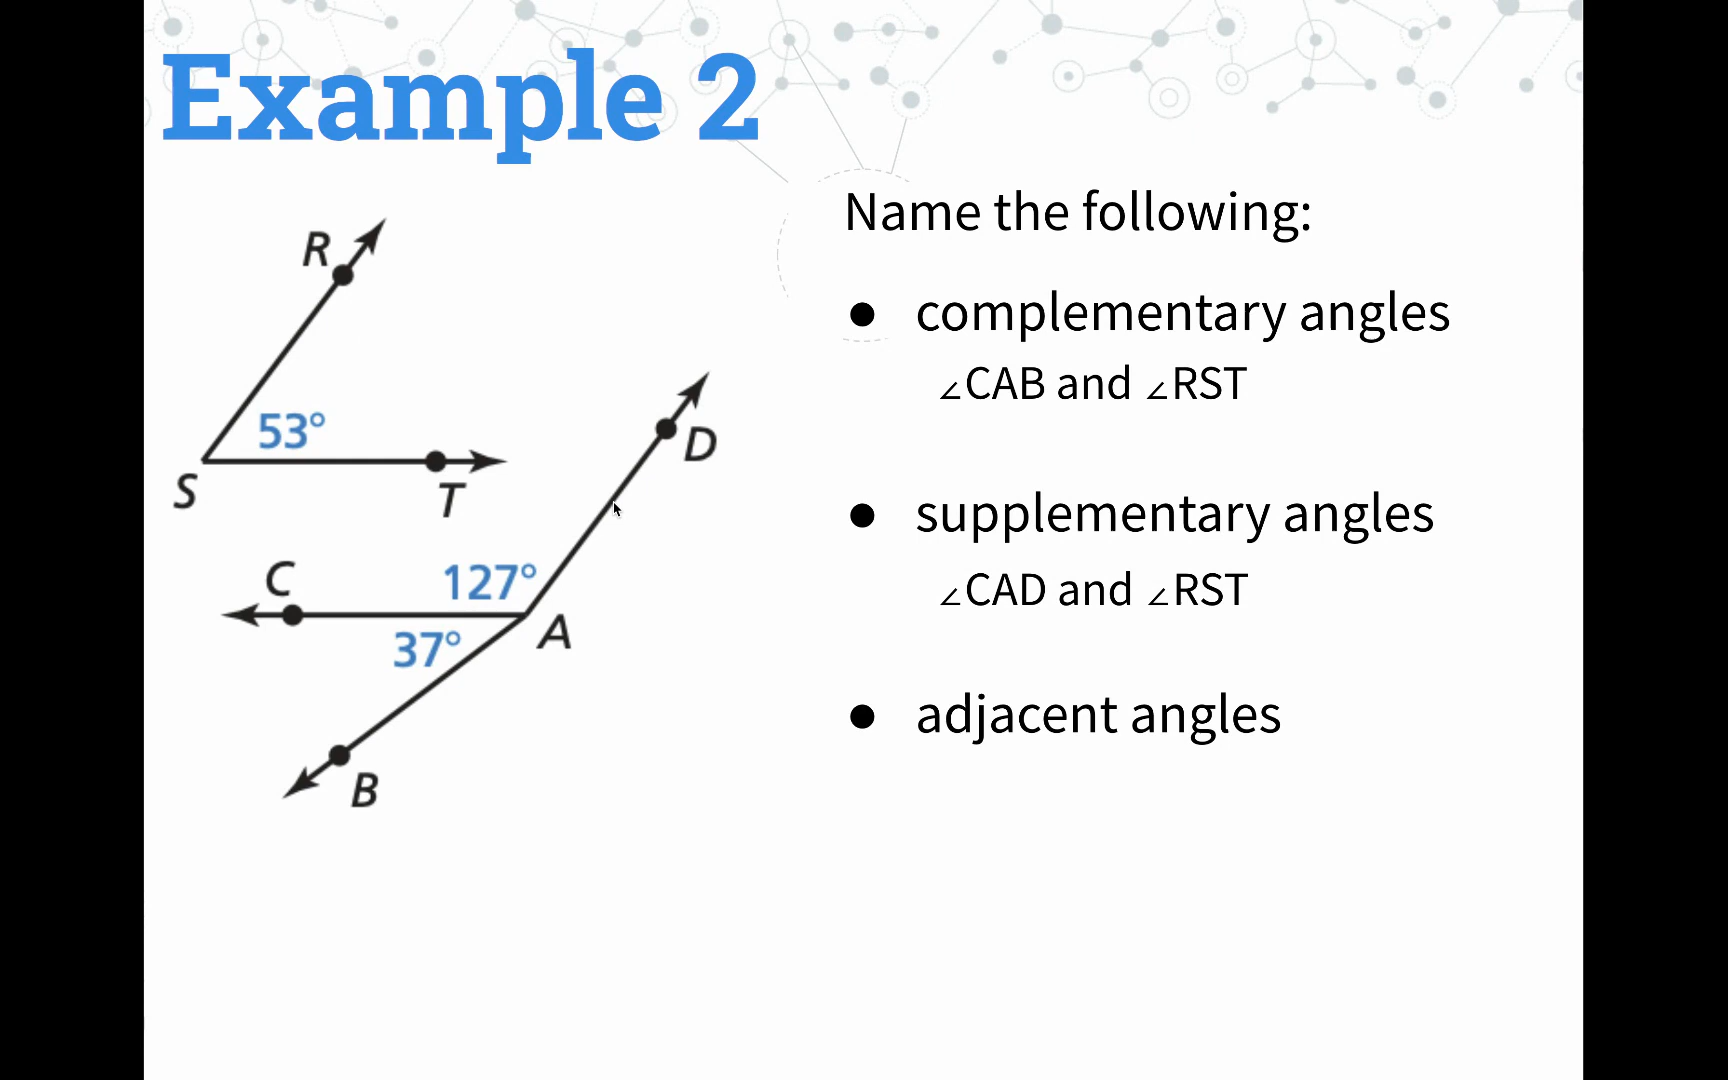 Example 2
Name the following:
R
● complementary angles
∠CAB and ∠RST
53°
D
S
T
● supplementary angles
∠CAD and ∠RST
C
127°
A
37°
● adjacent angles
B